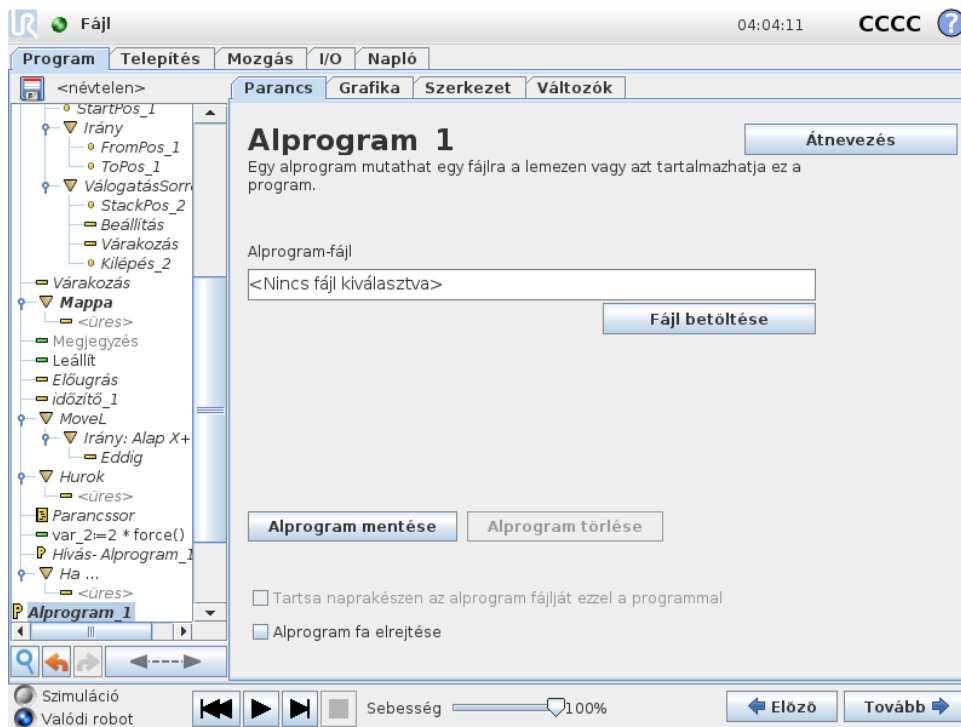 UR Fájl 04:04:11 CCCC ?
Program Telepítés Mozgás I/O Napló
<névtelen>
Parancs Grafika Szerkezet Változók
StartPos_1
Irány
FromPos_1
ToPos_1
VálogatásSorr
StackPos_2
Beállítás
Várakozás
Kilépés_2
Várakozás
Mappa
<üres>
Megjegyzés
Leállít
Előugrás
időzítő_1
MoveL
Irány: Alap X+
Eddig
Hurok
<üres>
Parancssor
var_2:=2 * force()
P Hívás- Alprogram_1
Ha ...
<üres>
P Alprogram_1
Alprogram_1
Átnevezés
Egy alprogram mutathat egy fájlra a lemezen vagy azt tartalmazhatja ez a
program.
Alprogram-fájl
<Nincs fájl kiválasztva>
Fájl betöltése
Alprogram mentése
Alprogram törlése
Tartsa naprakészen az alprogram fájlját ezzel a programmal
Alprogram fa elrejtése
Szimuláció
Valódi robot
Sebesség 100%
Előző
Tovább